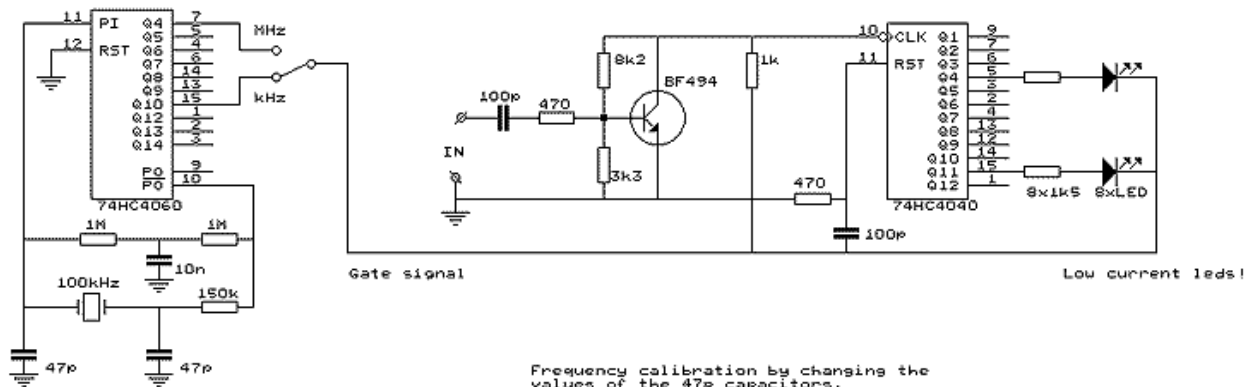 11 PI Q4 7
Q5 5
12 RST Q6 4
Q7 6
Q8 14
Q9 13
Q10 15
Q12 1
Q13 2
Q14 3
P0 9
P0 10
74HC4060
MHz
kHz
1M
1M
10n
100kHz
150k
47p
47p
Gate signal
IN
100p
470
8k2
3k3
BF494
1k
470
100p
10 CLK Q1 9
Q2 7
11 RST Q3 6
Q4 5
Q5 3
Q6 2
Q7 4
Q8 13
Q9 12
Q10 14
Q11 15
Q12 1
74HC4040
8x1k5
8xLED
Low current leds!
Frequency calibration by changing the
values of the 47p capacitors.